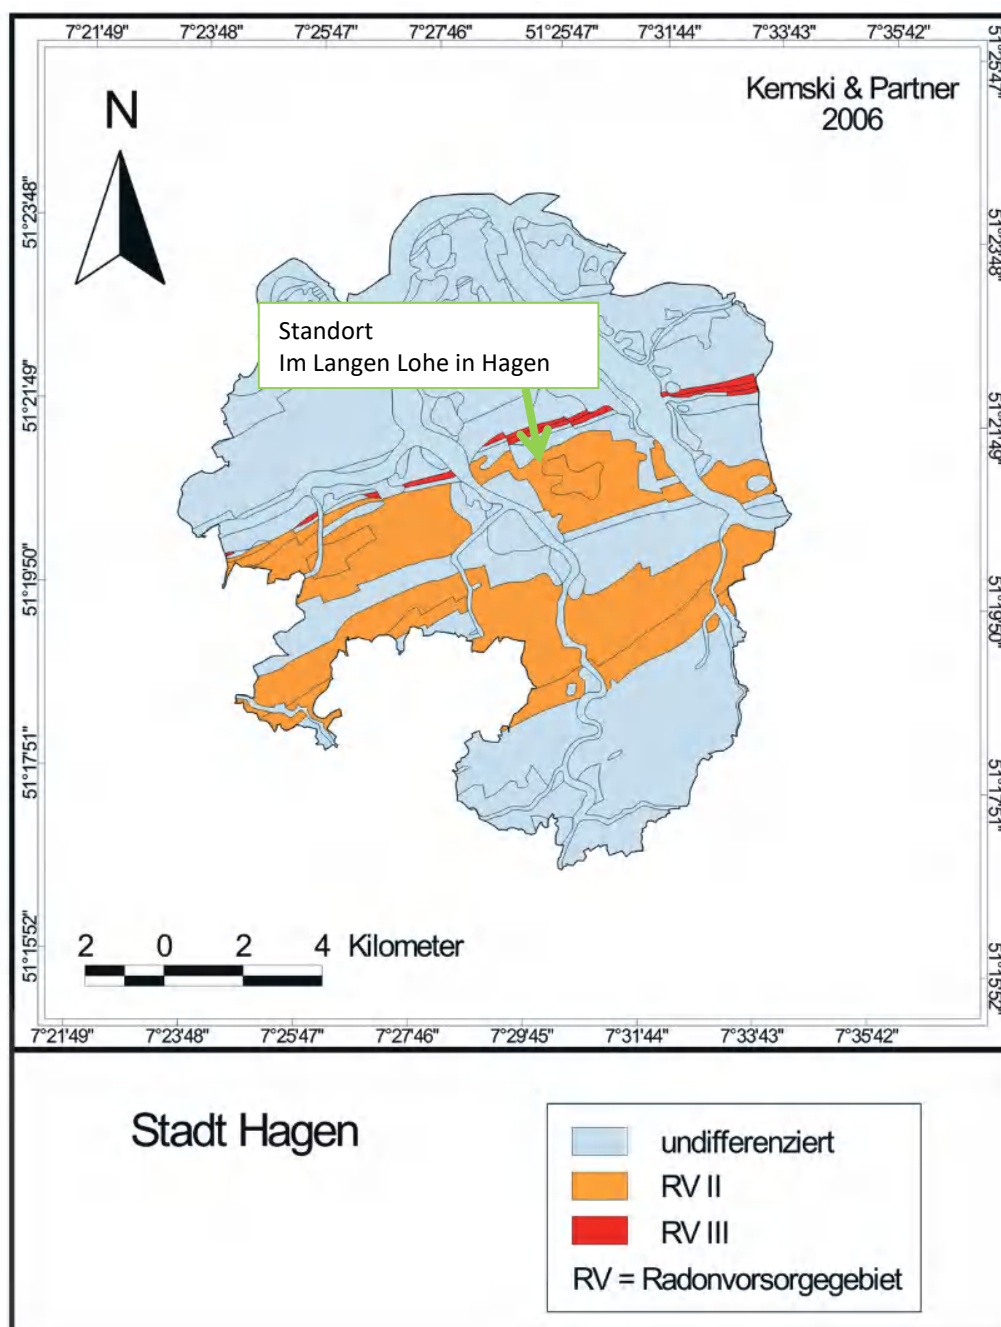 7°21'49" 7°23'48" 7°25'47" 7°27'46" 51°25'47" 7°31'44" 7°33'43" 7°35'42"
51°25'47"
Kemski & Partner
2006
N
51°23'48"
51°23'48"
Standort
Im Langen Lohe in Hagen
51°21'49"
51°21'49"
51°19'50"
51°19'50"
51°17'51"
51°17'51"
2 0 2 4 Kilometer
51°15'52"
51°15'52"
7°21'49" 7°23'48" 7°25'47" 7°27'46" 7°29'45" 7°31'44" 7°33'43" 7°35'42"
Stadt Hagen
undifferenziert
RV II
RV III
RV = Radonvorsorgegebiet